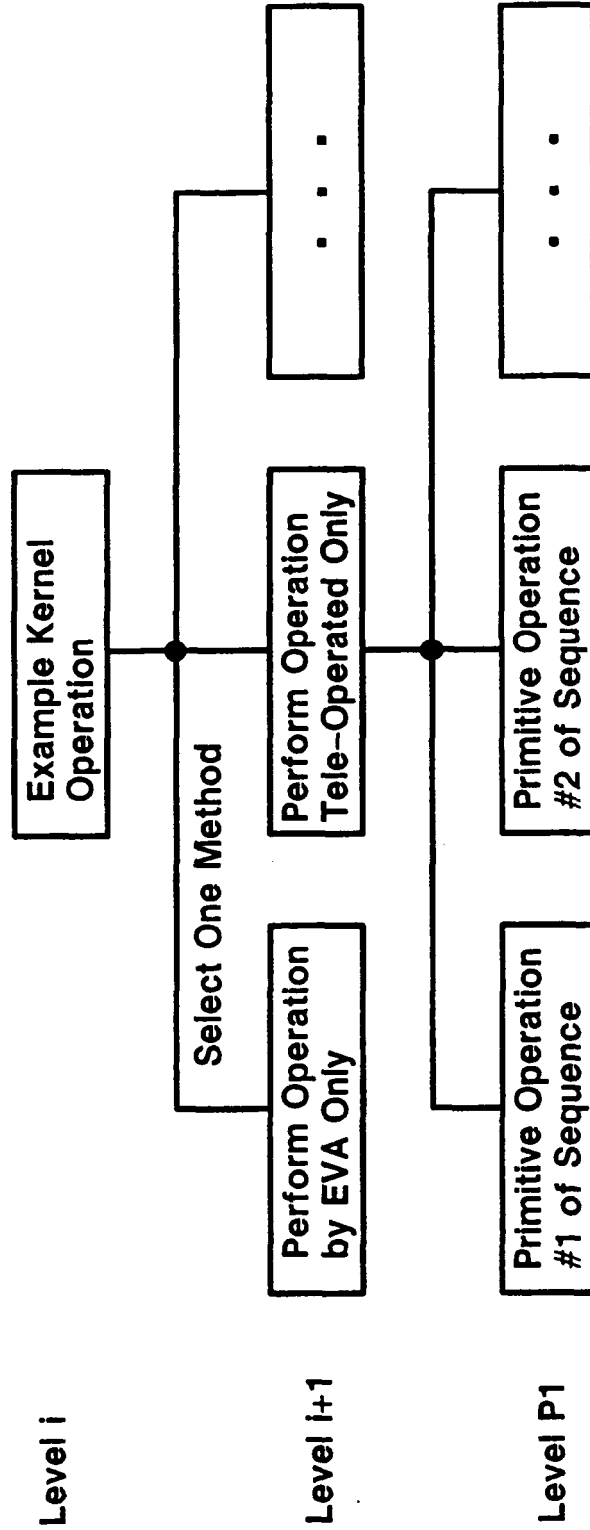 Level i
Example Kernel
Operation
Select One Method
Level i+1
Perform Operation
by EVA Only
Perform Operation
Tele-Operated Only
. . .
Level P1
Primitive Operation
#1 of Sequence
Primitive Operation
#2 of Sequence
. . .